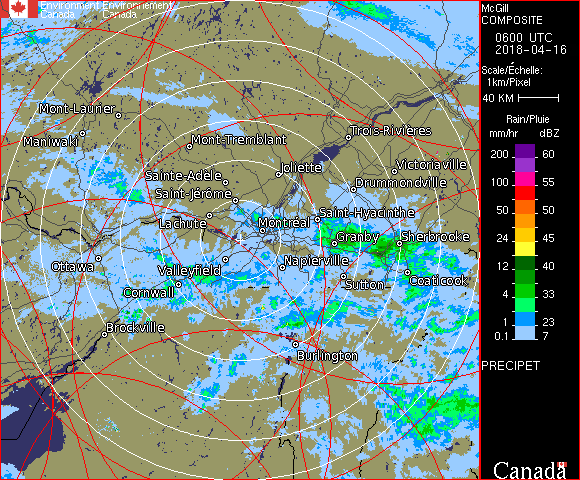 Environment Environnement
Canada Canada
McGill
COMPOSITE
0600 UTC
2018-04-16
Scale/Échelle:
1km/Pixel
40 KM
Rain/Pluie
mm/hr dBZ
200 60
100 55
50 50
24 45
12 40
4 33
1 23
0.1 7
PRECIPET
Canada
Mont-Laurier
Maniwaki
Mont-Tremblant
Trois-Rivières
Joliette
Victoriaville
Sainte-Adèle
Drummondville
Saint-Jérôme
Saint-Hyacinthe
Lachute
Montréal
Granby
Sherbrooke
Ottawa
Valleyfield
Napierville
Coaticook
Sutton
Cornwall
Brockville
Burlington